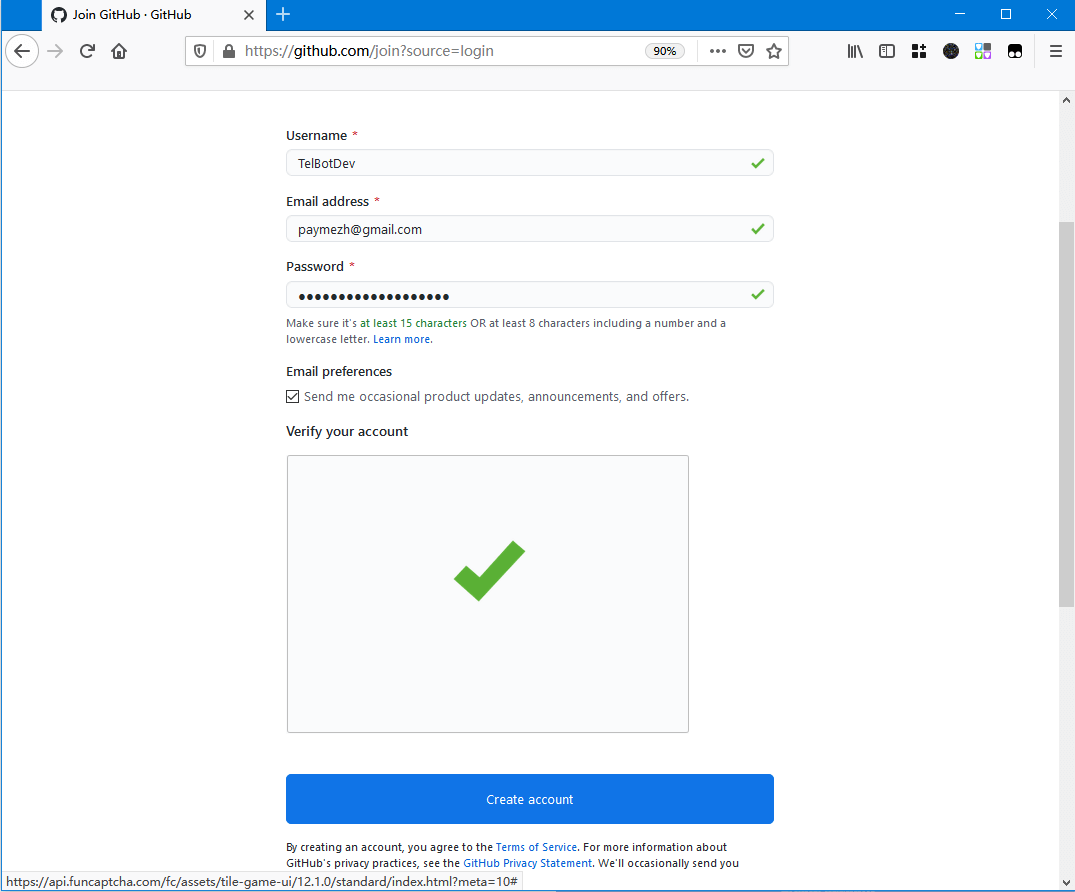 Join GitHub · GitHub
https://github.com/join?source=login
90%
Username *
TelBotDev
Email address *
paymezh@gmail.com
Password *
●●●●●●●●●●●●●●●●●●●
Make sure it's at least 15 characters OR at least 8 characters including a number and a
lowercase letter. Learn more.
Email preferences
Send me occasional product updates, announcements, and offers.
Verify your account
Create account
By creating an account, you agree to the Terms of Service. For more information about
GitHub's privacy practices, see the GitHub Privacy Statement. We'll occasionally send you
https://api.funcaptcha.com/fc/assets/tile-game-ui/12.1.0/standard/index.html?meta=10#